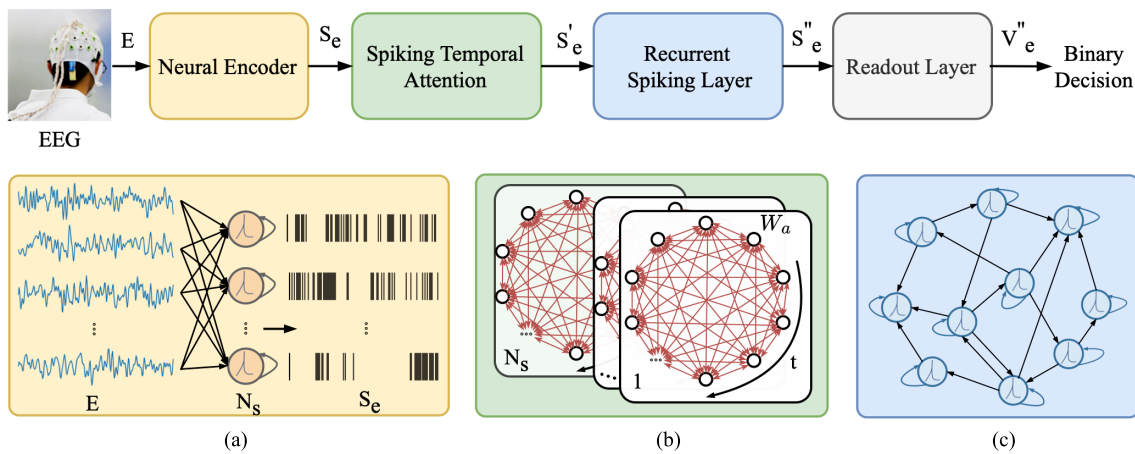 E
S_e
S'_e
S''_e
V''_e
Neural Encoder
Spiking Temporal
Attention
Recurrent
Spiking Layer
Readout Layer
Binary
Decision
EEG
E
N_s
S_e
W_a
N_s
1
t
(a)
(b)
(c)